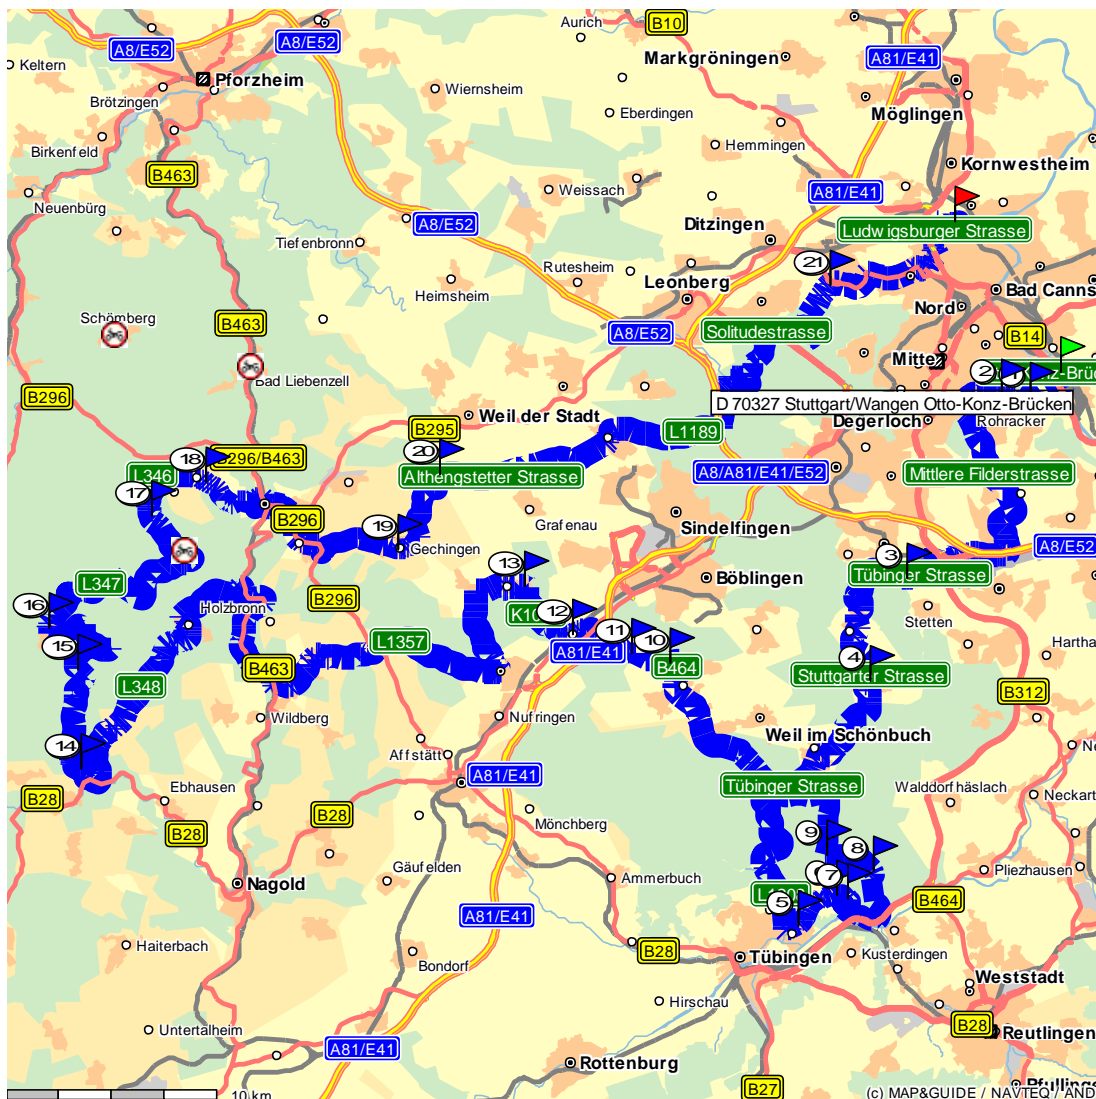 Aurich
B10
A8/E52
A8/E52
Markgröningen
A81/E41
Keltern
Pforzheim
Wiernsheim
Brötzingen
Eberdingen
Möglingen
Birkenfeld
Hemmingen
B463
Kornwestheim
Weissach
A81/E41
Neuenbürg
A8/E52
Ditzingen
Ludwigsburger Strasse
Tiefenbronn
21
Rutesheim
Leonberg
Heimsheim
Bad Canns
Nord
Schömberg
B463
A8/E52
Solitudestrasse
B14
Mitte
2
Bad Liebenzell
B296
D 70327 Stuttgart/Wangen Otto-Konz-Brücken
Weil der Stadt
Degerloch
Rohracker
B295
L1189
20
18
B296/B463
L346
Althengstetter Strasse
A8/A81/E41/E52
Mittlere Filderstrasse
17
B296
19
Grafenau
Sindelfingen
Gechingen
A8/E52
3
13
Tübinger Strasse
L347
Böblingen
B296
16
Holzbronn
12
Stetten
11
10
15
L1357
A81/E41
Hartha
4
B463
B464
Stuttgarter Strasse
L348
B312
Wildberg
Nufringen
Weil im Schönbuch
14
Affstätt
A81/E41
Tübinger Strasse
Ebhausen
Walddorfhäslach
B28
Neckart
B28
B28
Mönchberg
9
8
Gäufelden
Pliezhausen
7
Nagold
Ammerbuch
5
B464
A81/E41
Haiterbach
B28
Tübingen
Kusterdingen
Bondorf
Weststadt
Hirschau
Untertalheim
B28
Reutlingen
A81/E41
Rottenburg
B27
Pfulling
10 km
(c) MAP&GUIDE / NAVTEQ / AND